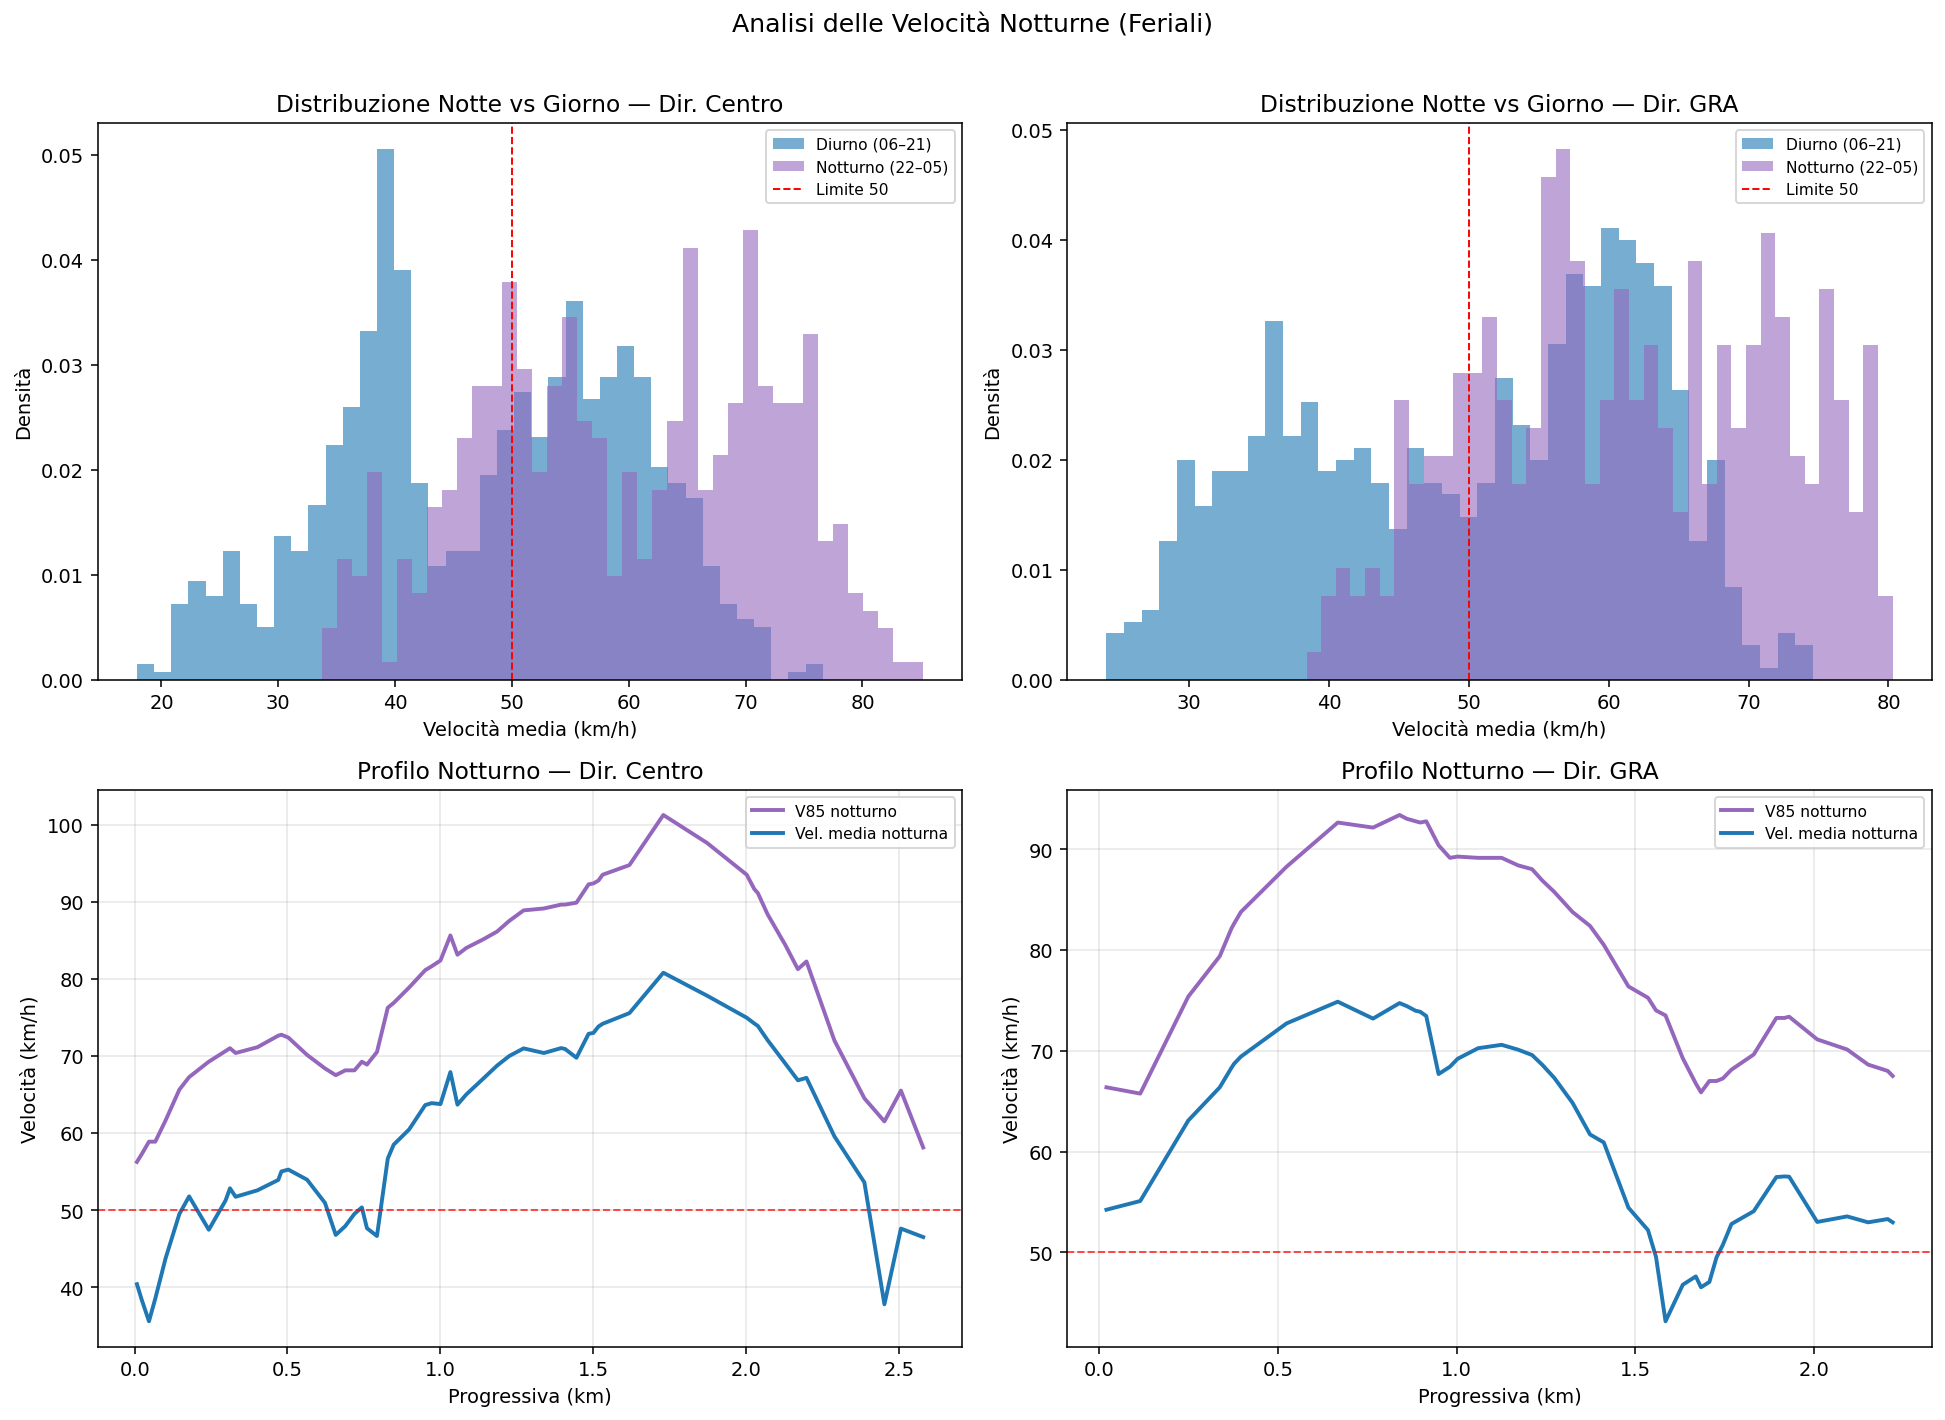 Analisi delle Velocità Notturne (Feriali)
Distribuzione Notte vs Giorno — Dir. Centro
Densità
0.05
0.04
0.03
0.02
0.01
0.00
Diurno (06–21)
Notturno (22–05)
Limite 50
20 30 40 50 60 70 80
Velocità media (km/h)
Distribuzione Notte vs Giorno — Dir. GRA
Densità
0.05
0.04
0.03
0.02
0.01
0.00
Diurno (06–21)
Notturno (22–05)
Limite 50
30 40 50 60 70 80
Velocità media (km/h)
Profilo Notturno — Dir. Centro
Velocità (km/h)
100
90
80
70
60
50
40
V85 notturno
Vel. media notturna
0.0 0.5 1.0 1.5 2.0 2.5
Progressiva (km)
Profilo Notturno — Dir. GRA
Velocità (km/h)
90
80
70
60
50
V85 notturno
Vel. media notturna
0.0 0.5 1.0 1.5 2.0
Progressiva (km)